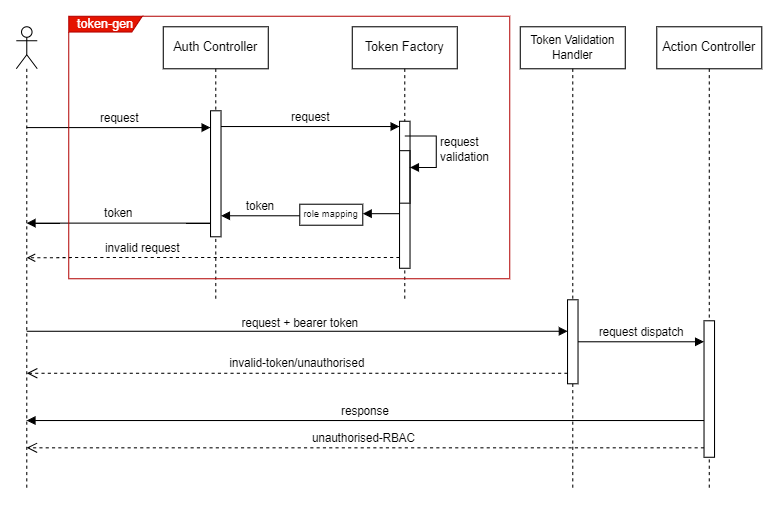 token-gen
Auth Controller
Token Factory
Token Validation
Handler
Action Controller
request
request
request
validation
token
token
role mapping
invalid request
request + bearer token
request dispatch
invalid-token/unauthorised
response
unauthorised-RBAC